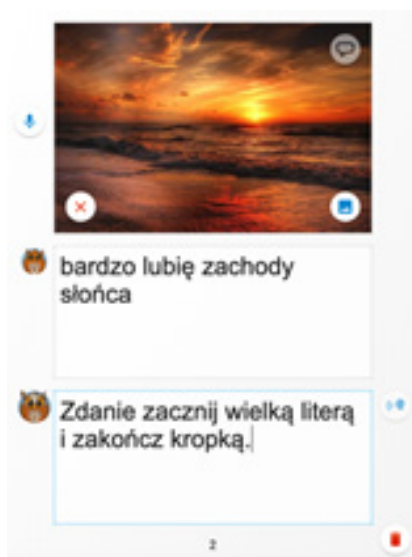 bardzo lubię zachody
słońca
Zdanie zacznij wielką literą
i zakończ kropką.
2